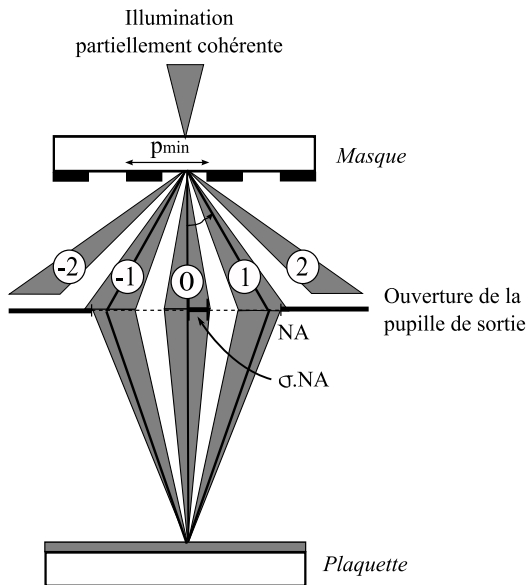 Illumination
partiellement cohérente
pmin
Masque
-2
-1
0
1
2
Ouverture de la
pupille de sortie
NA
σ.NA
Plaquette